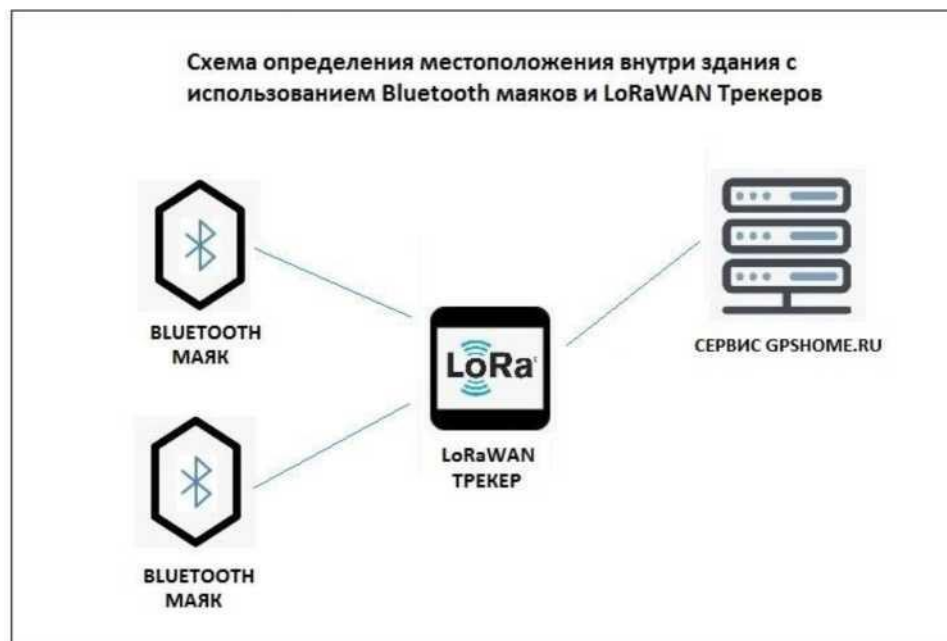 Схема определения местоположения внутри здания с
использованием Bluetooth маяков и LoRaWAN Трекеров
BLUETOOTH
МАЯК
LoRa
LoRaWAN
ТРЕКЕР
СЕРВИС GPSHOME.RU
BLUETOOTH
МАЯК